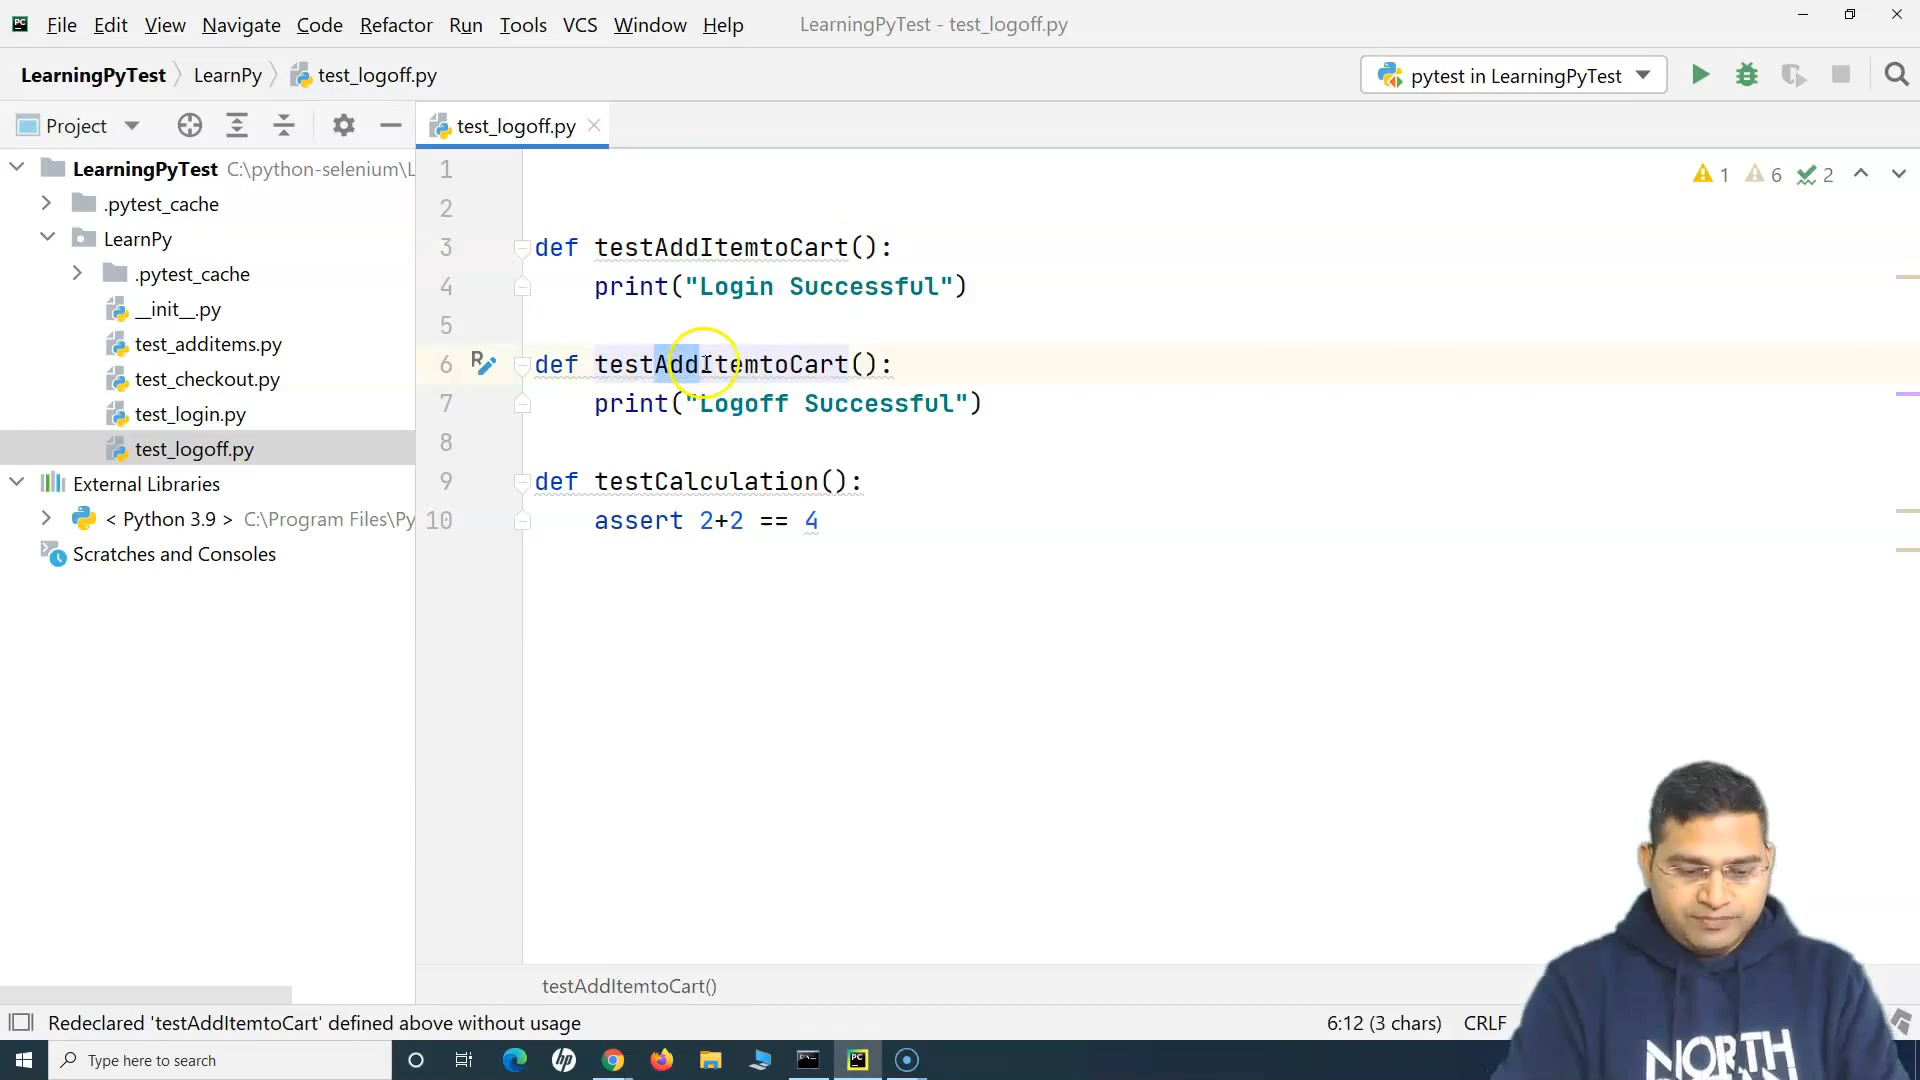 File Edit View Navigate Code Refactor Run Tools VCS Window Help LearningPyTest - test_logoff.py
LearningPyTest LearnPy test_logoff.py
pytest in LearningPyTest
Project
test_logoff.py
LearningPyTest C:\python-selenium\L
.pytest_cache
LearnPy
.pytest_cache
__init__.py
test_additems.py
test_checkout.py
test_login.py
test_logoff.py
External Libraries
< Python 3.9 > C:\Program Files\Py
Scratches and Consoles
1 6 2
1
2
3 def testAddItemtoCart():
4 print("Login Successful")
5
6 def testAddItemtoCart():
7 print("Logoff Successful")
8
9 def testCalculation():
10 assert 2+2 == 4
testAddItemtoCart()
Redeclared 'testAddItemtoCart' defined above without usage
6:12 (3 chars) CRLF
Type here to search
hp
PC
NORTH